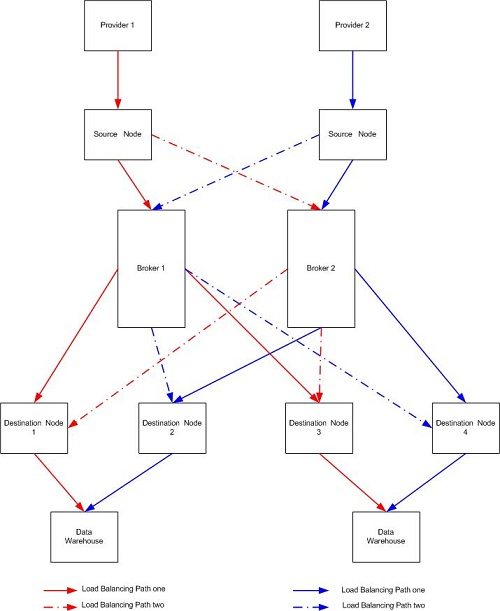 Provider 1
Provider 2
Source Node
Source Node
Broker 1
Broker 2
Destination Node
1
Destination Node
2
Destination Node
3
Destination Node
4
Data
Warehouse
Data
Warehouse
Load Balancing Path one
Load Balancing Path one
Load Balancing Path two
Load Balancing Path two